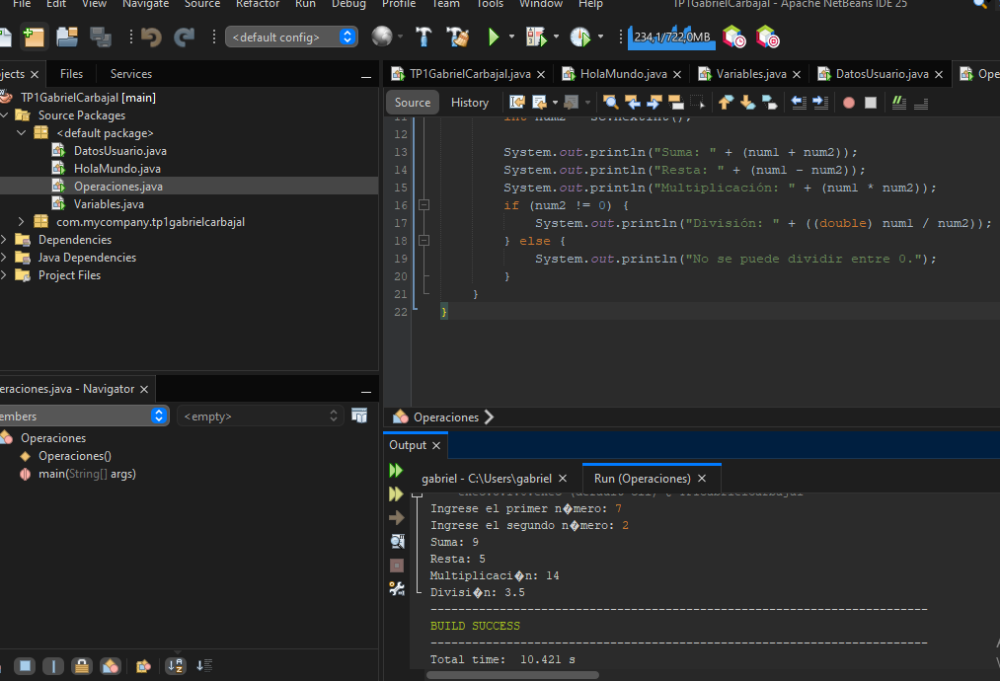 File Edit View Navigate Source Refactor Run Debug Profile Team Tools Window Help TP1GabrielCarbajal - Apache NetBeans IDE 25
<default config> 234,1/722,0MB
jects Files Services
TP1GabrielCarbajal [main]
Source Packages
<default package>
DatosUsuario.java
HolaMundo.java
Operaciones.java
Variables.java
com.mycompany.tp1gabrielcarbajal
Dependencies
Java Dependencies
Project Files
eraciones.java - Navigator
embers <empty>
Operaciones
Operaciones()
main(String[] args)
TP1GabrielCarbajal.java HolaMundo.java Variables.java DatosUsuario.java Ope
Source History
11 int num2 = sc.nextInt();
12
13 System.out.println("Suma: " + (num1 + num2));
14 System.out.println("Resta: " + (num1 - num2));
15 System.out.println("Multiplicación: " + (num1 * num2));
16 if (num2 != 0) {
17 System.out.println("División: " + ((double) num1 / num2));
18 } else {
19 System.out.println("No se puede dividir entre 0.");
20 }
21 }
22 }
Operaciones
Output
gabriel - C:\Users\gabriel Run (Operaciones)
Ingrese el primer n�mero: 7
Ingrese el segundo n�mero: 2
Suma: 9
Resta: 5
Multiplicaci�n: 14
Divisi�n: 3.5
------------------------------------------------------------------------
BUILD SUCCESS
------------------------------------------------------------------------
Total time: 10.421 s